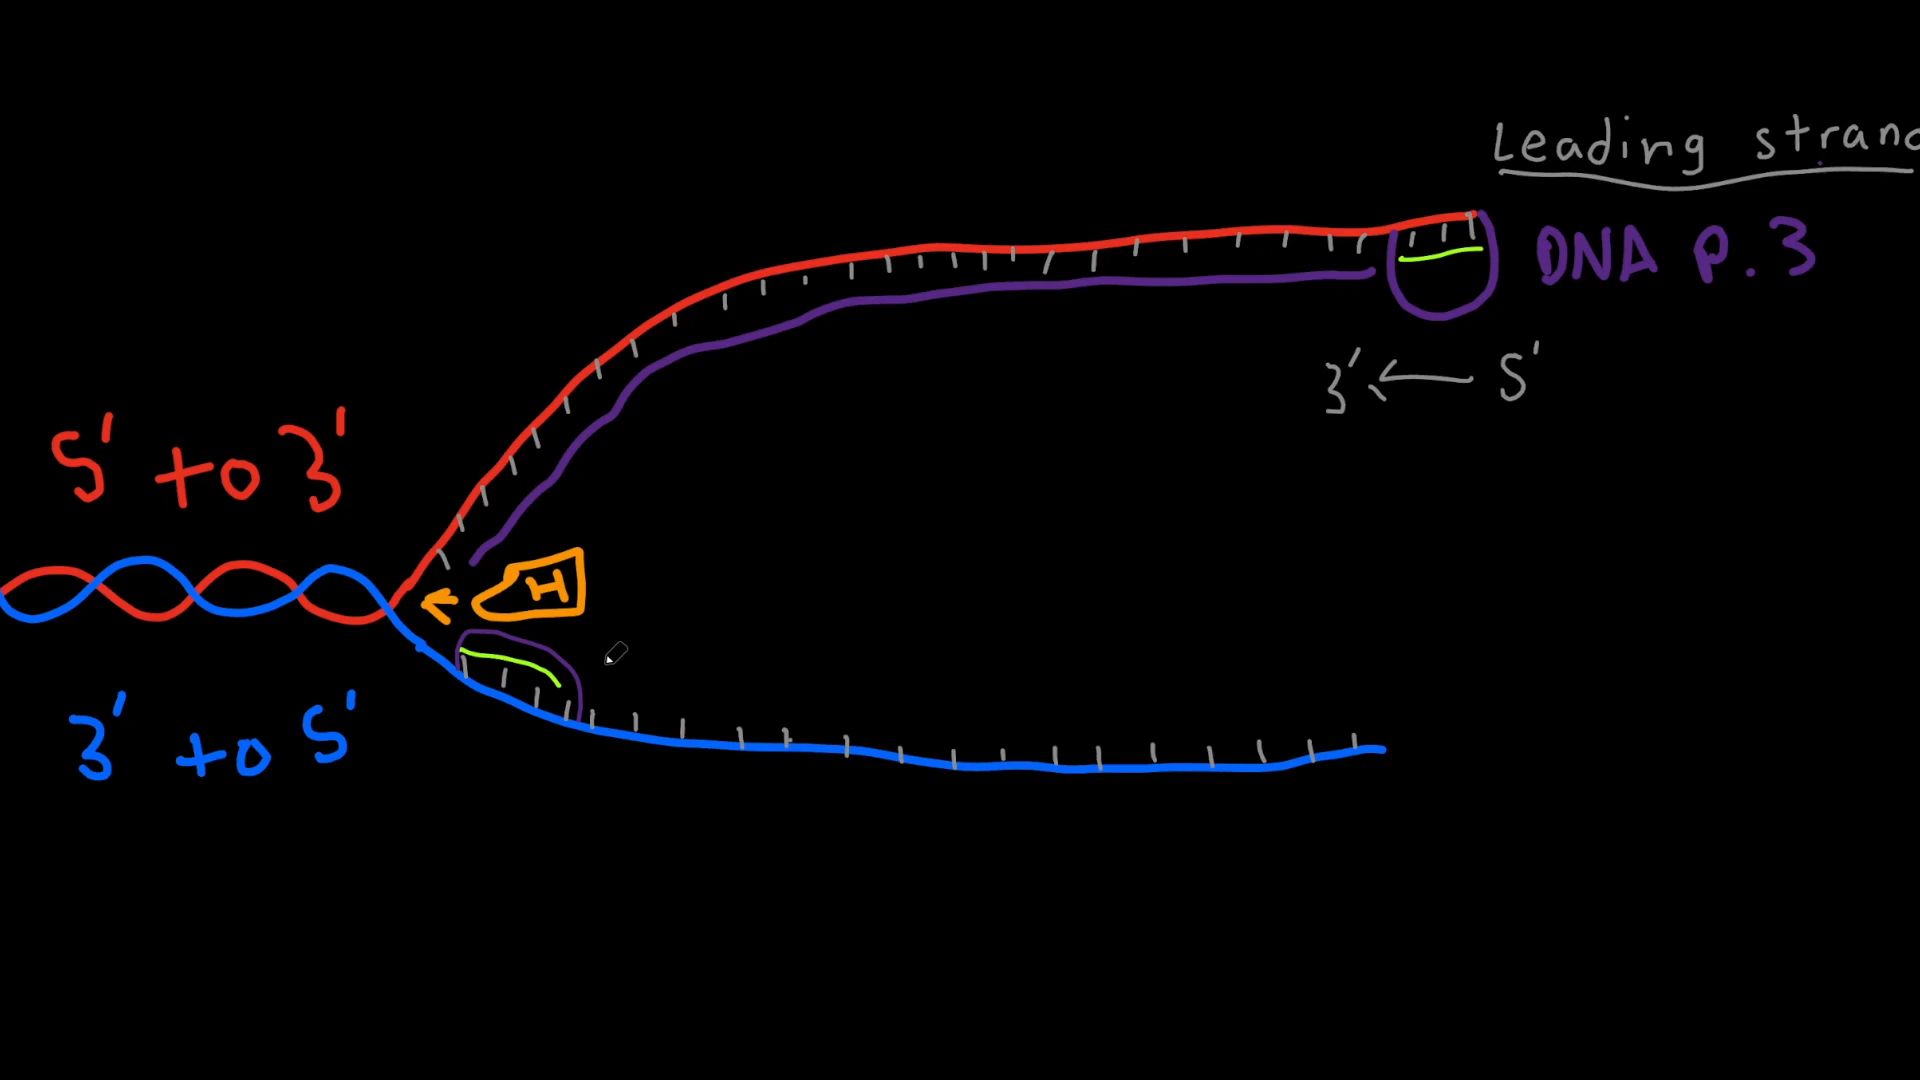 Leading stran
DNA P. 3
3' ← 5'
5' to 3'
H
3' to 5'